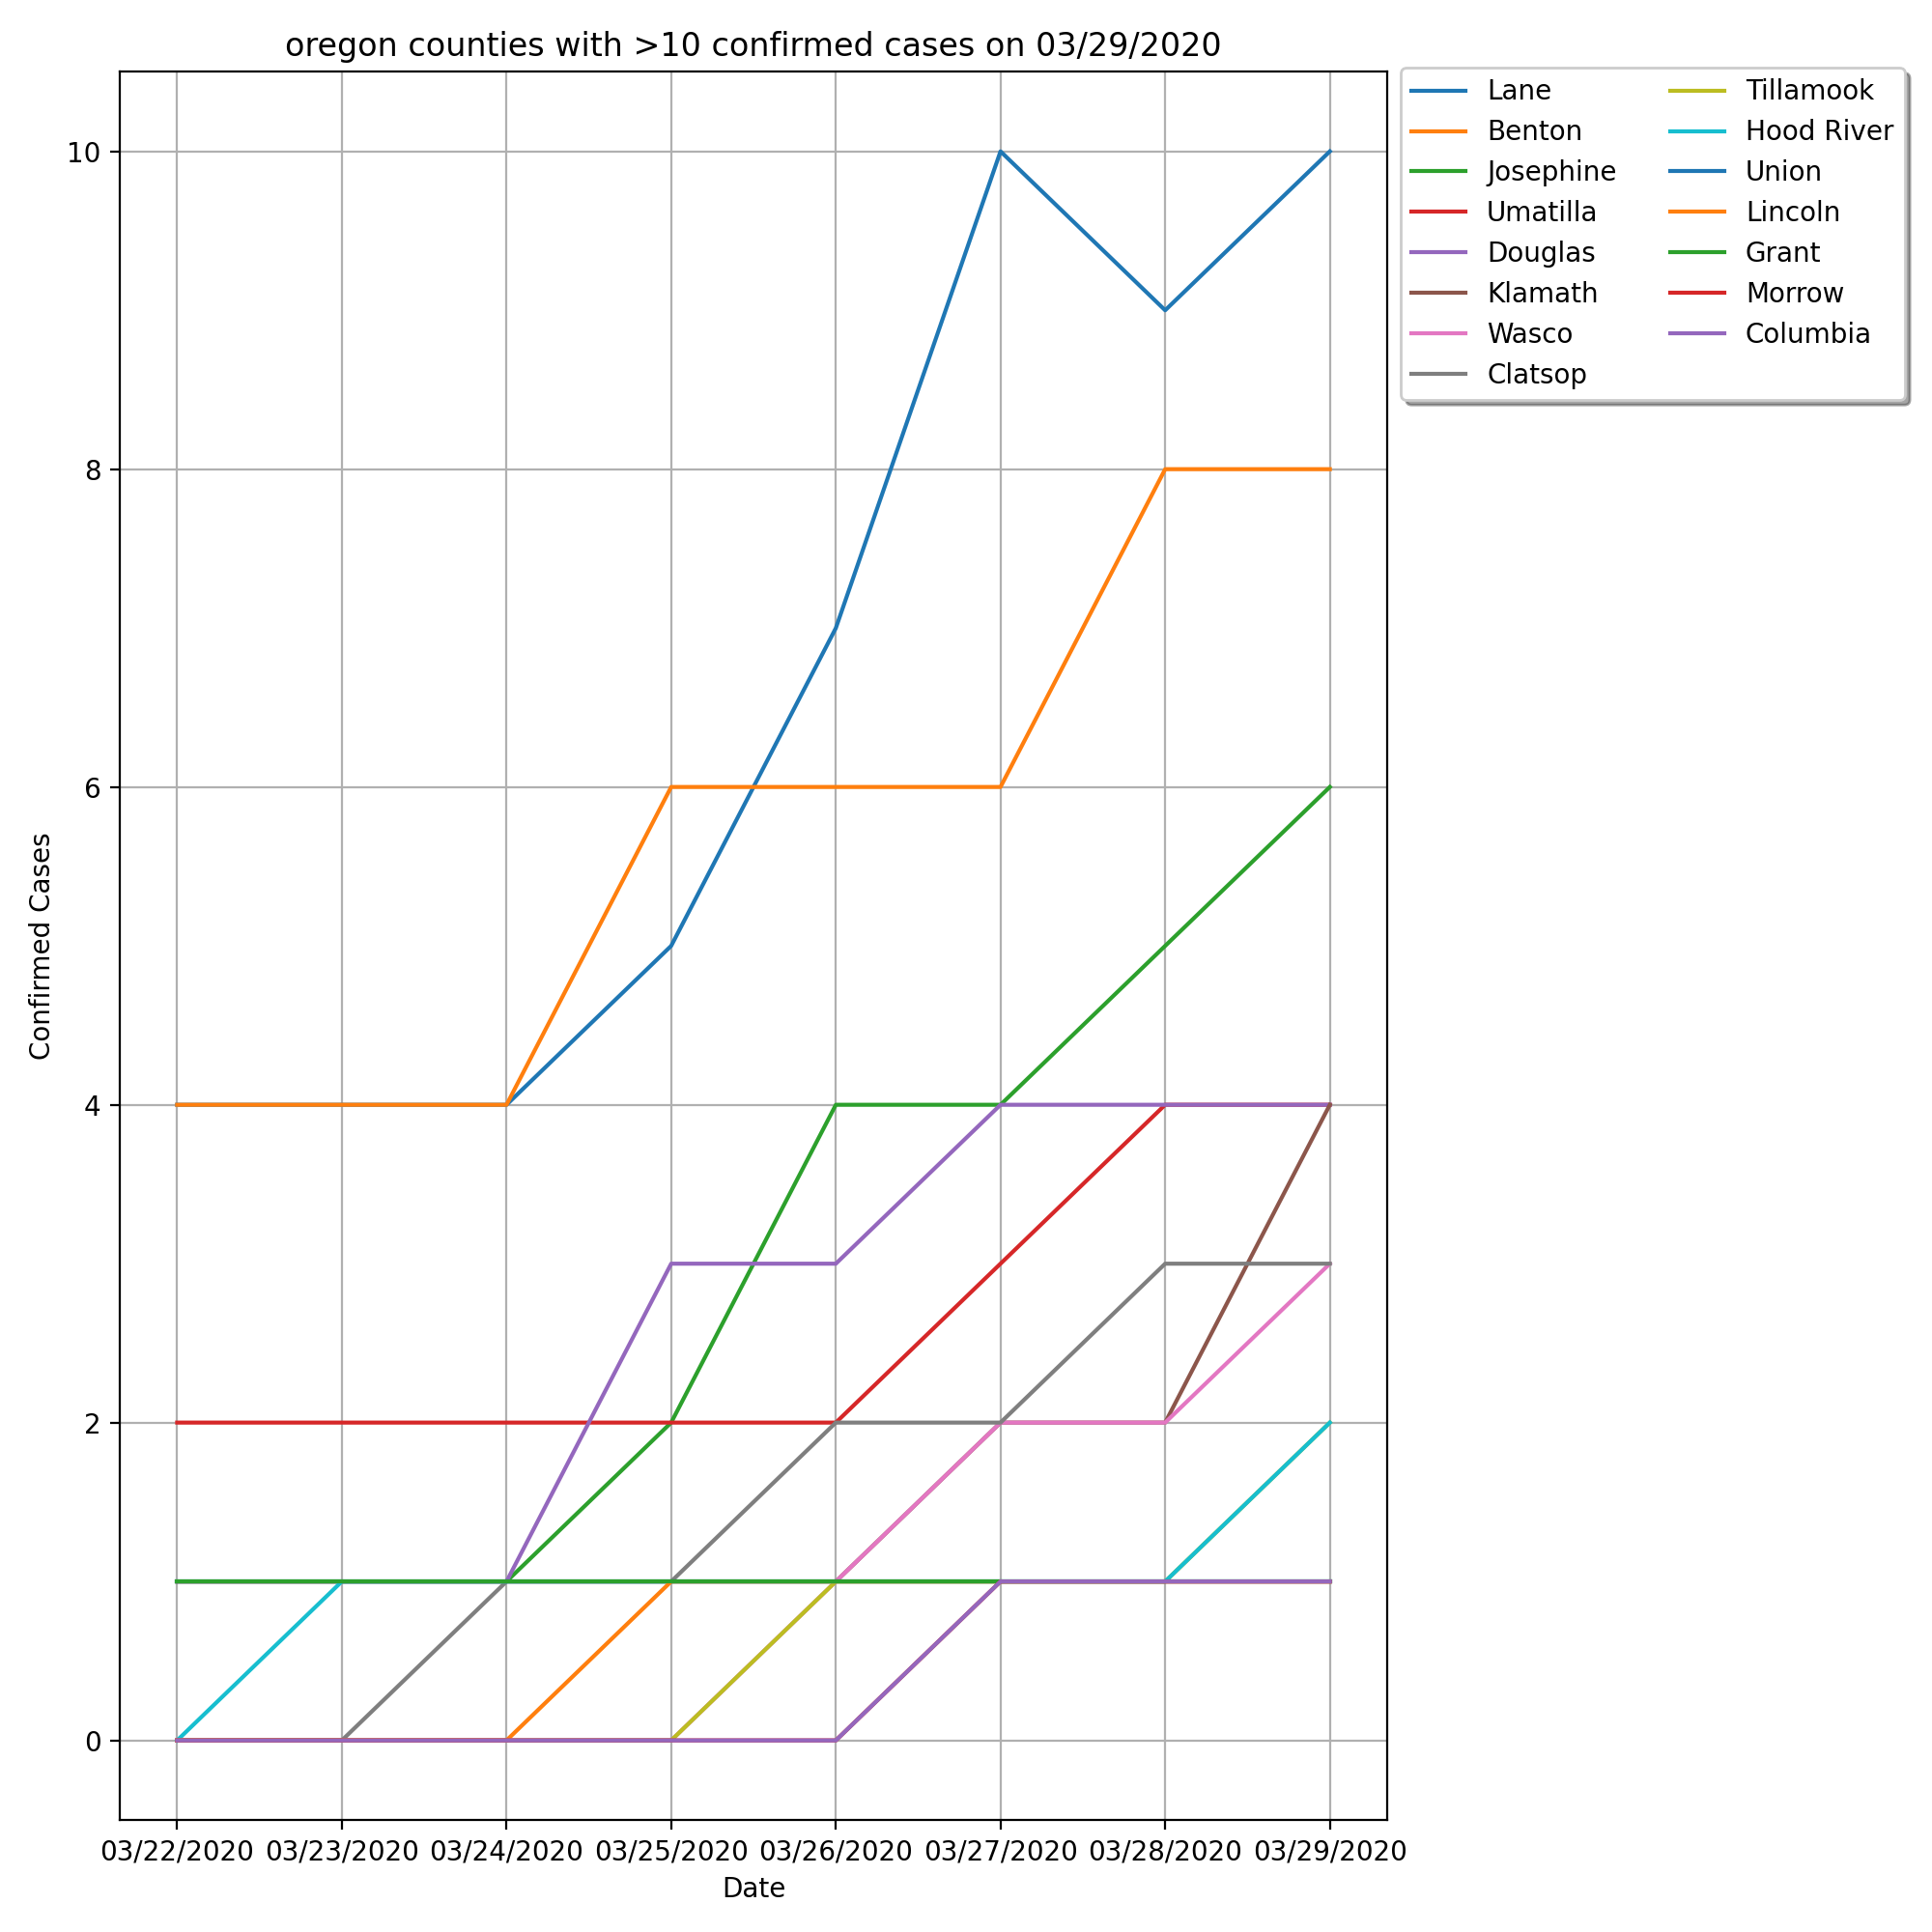 oregon counties with >10 confirmed cases on 03/29/2020
Lane
Benton
Josephine
Umatilla
Douglas
Klamath
Wasco
Clatsop
Tillamook
Hood River
Union
Lincoln
Grant
Morrow
Columbia
Confirmed Cases
10
8
6
4
2
0
03/22/2020 03/23/2020 03/24/2020 03/25/2020 03/26/2020 03/27/2020 03/28/2020 03/29/2020
Date